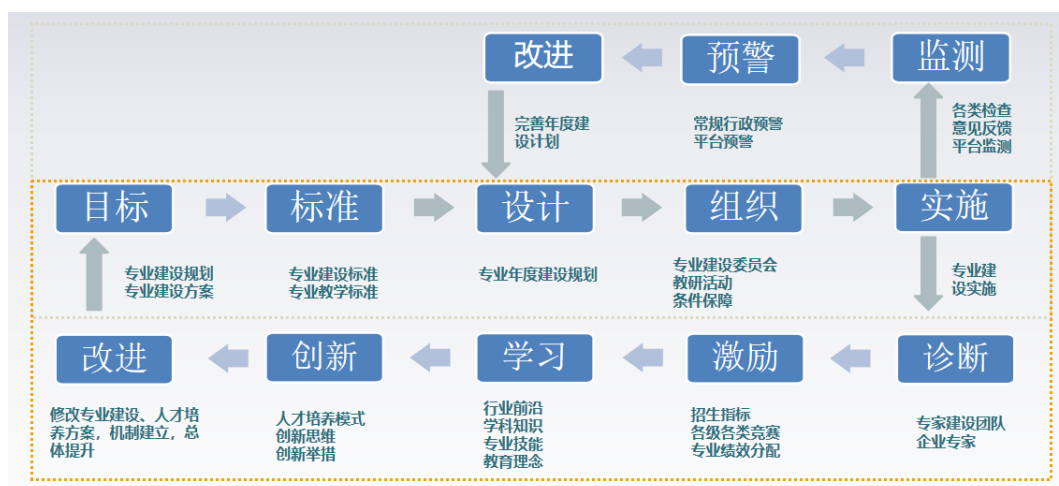 改进
预警
监测
完善年度建
设计划
常规行政预警
平台预警
各类检查
意见反馈
平台监测
目标
标准
设计
组织
实施
专业建设规划
专业建设方案
专业建设标准
专业教学标准
专业年度建设规划
专业建设委员会
教研活动
条件保障
专业建
设实施
改进
创新
学习
激励
诊断
修改专业建设、人才培
养方案，机制建立，总
体提升
人才培养模式
创新思维
创新举措
行业前沿
学科知识
专业技能
教育理念
招生指标
各级各类竞赛
专业绩效分配
专家建设团队
企业专家